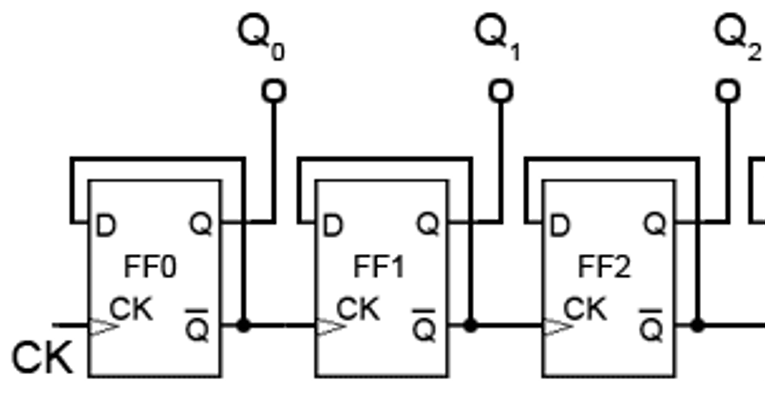 Q0 Q1 Q2
D Q D Q D Q
FF0 FF1 FF2
CK CK CK
CK Q̅ Q̅ Q̅